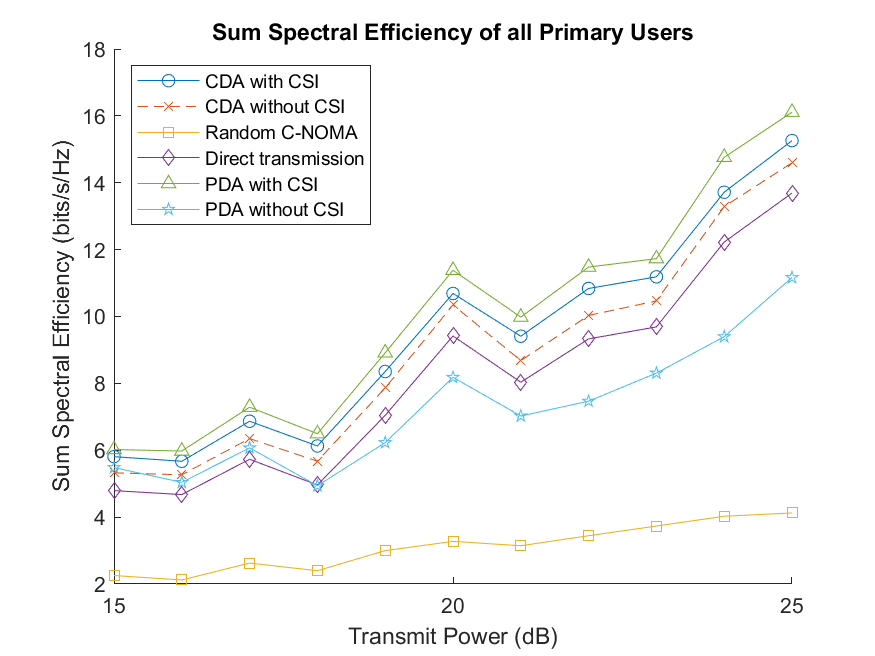 Sum Spectral Efficiency of all Primary Users
18
16
14
12
10
8
6
4
2
Sum Spectral Efficiency (bits/s/Hz)
CDA with CSI
CDA without CSI
Random C-NOMA
Direct transmission
PDA with CSI
PDA without CSI
15
20
25
Transmit Power (dB)